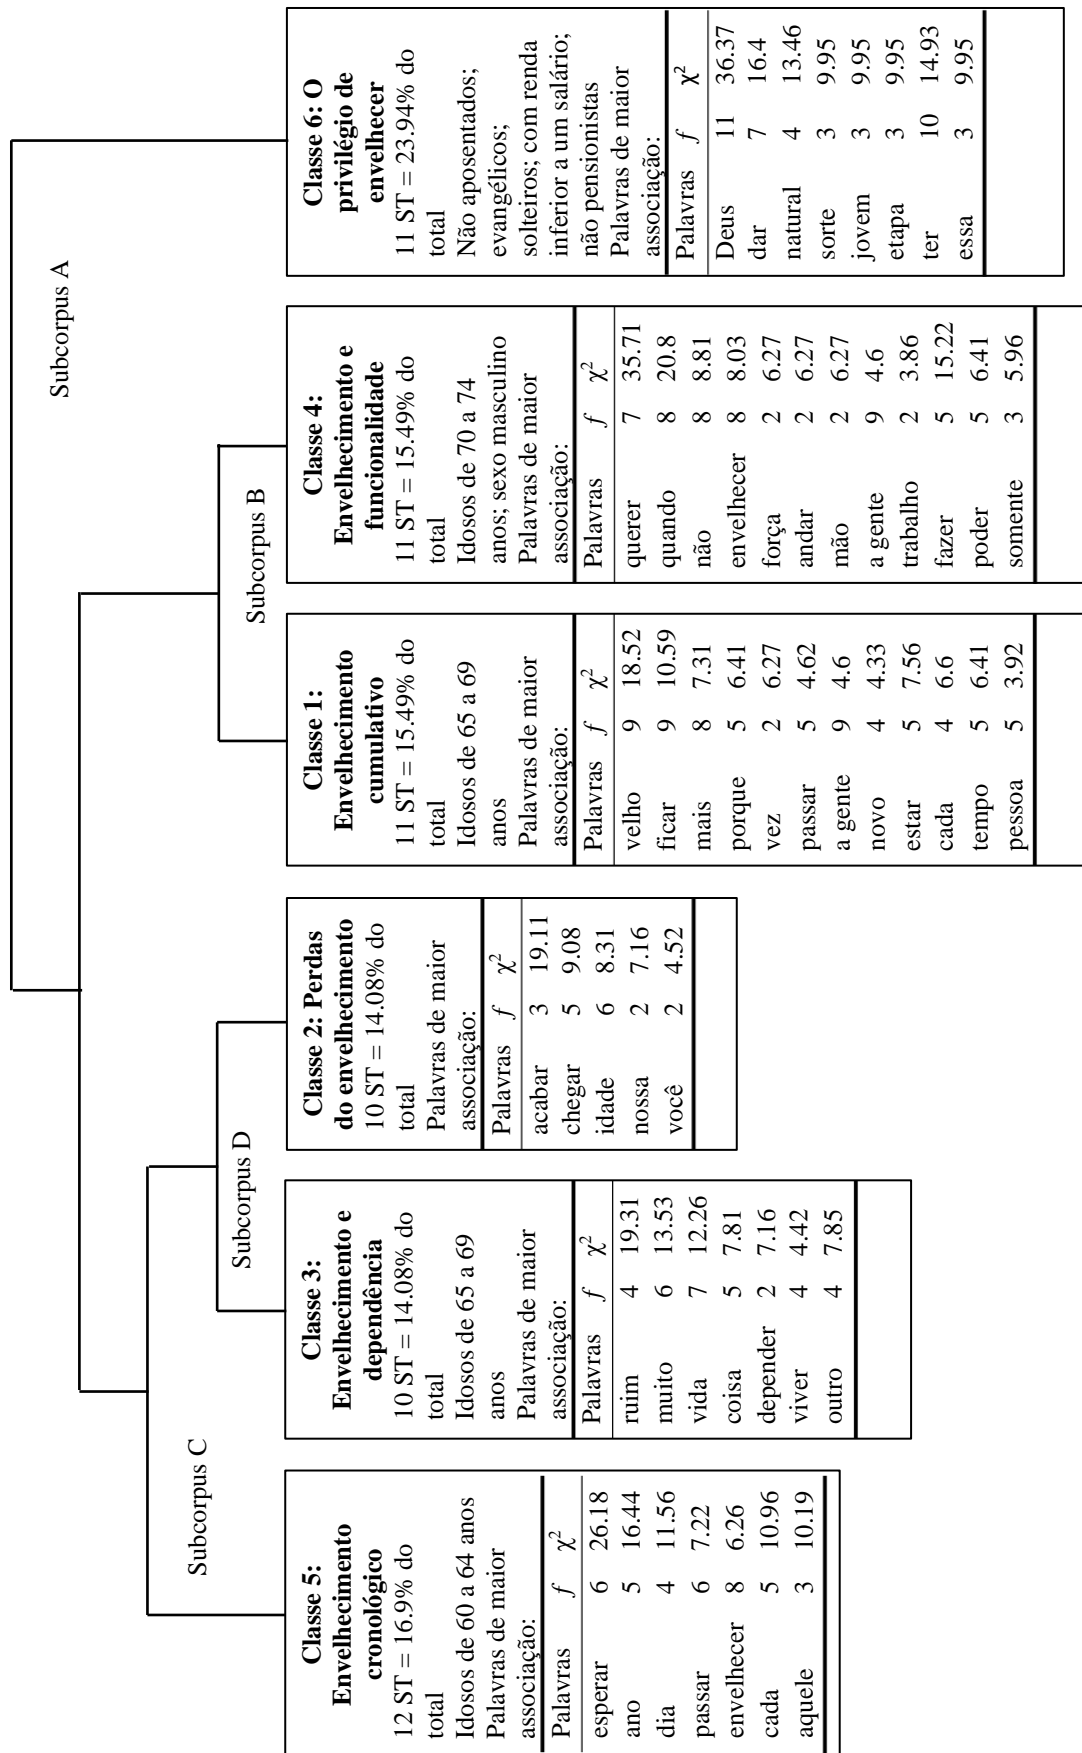 Subcorpus A
Subcorpus B
Subcorpus C
Subcorpus D
Classe 5:
Envelhecimento
cronológico
12 ST = 16.9% do
total
Idosos de 60 a 64 anos
Palavras de maior
associação:
Palavras f χ²
esperar 6 26.18
ano 5 16.44
dia 4 11.56
passar 6 7.22
envelhecer 8 6.26
cada 5 10.96
aquele 3 10.19
Classe 3:
Envelhecimento e
dependência
10 ST = 14.08% do
total
Idosos de 65 a 69
anos
Palavras de maior
associação:
Palavras f χ²
ruim 4 19.31
muito 6 13.53
vida 7 12.26
coisa 5 7.81
depender 2 7.16
viver 4 4.42
outro 4 7.85
Classe 2: Perdas
do envelhecimento
10 ST = 14.08% do
total
Palavras de maior
associação:
Palavras f χ²
acabar 3 19.11
chegar 5 9.08
idade 6 8.31
nossa 2 7.16
você 2 4.52
Classe 1:
Envelhecimento
cumulativo
11 ST = 15.49% do
total
Idosos de 65 a 69
anos
Palavras de maior
associação:
Palavras f χ²
velho 9 18.52
ficar 9 10.59
mais 8 7.31
porque 5 6.41
vez 2 6.27
passar 5 4.62
a gente 9 4.6
novo 4 4.33
estar 5 7.56
cada 4 6.6
tempo 5 6.41
pessoa 5 3.92
Classe 4:
Envelhecimento e
funcionalidade
11 ST = 15.49% do
total
Idosos de 70 a 74
anos; sexo masculino
Palavras de maior
associação:
Palavras f χ²
querer 7 35.71
quando 8 20.8
não 8 8.81
envelhecer 8 8.03
força 2 6.27
andar 2 6.27
mão 2 6.27
a gente 9 4.6
trabalho 2 3.86
fazer 5 15.22
poder 5 6.41
somente 3 5.96
Classe 6: O
privilégio de
envelhecer
11 ST = 23.94% do
total
Não aposentados;
evangélicos;
solteiros; com renda
inferior a um salário;
não pensionistas
Palavras de maior
associação:
Palavras f χ²
Deus 11 36.37
dar 7 16.4
natural 4 13.46
sorte 3 9.95
jovem 3 9.95
etapa 3 9.95
ter 10 14.93
essa 3 9.95